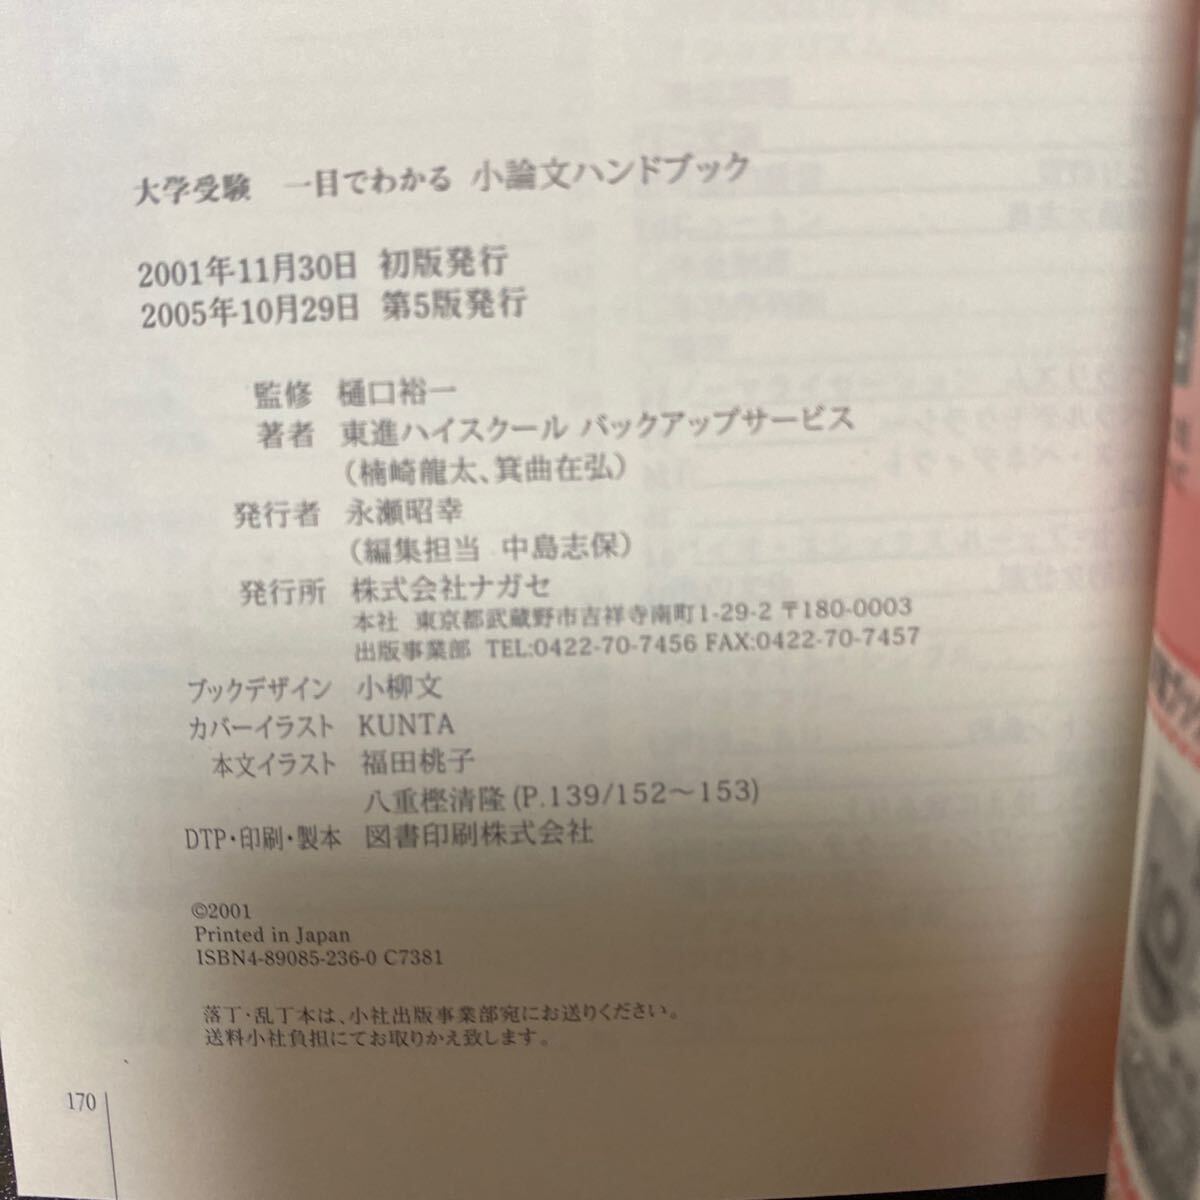 大学受験 一目でわかる 小論文ハンドブック
2001年11月30日 初版発行
2005年10月29日 第5版発行
監修 樋口裕一
著者 東進ハイスクール バックアップサービス
(楠崎龍太、箕曲在弘)
発行者 永瀬昭幸
(編集担当 中島志保)
発行所 株式会社ナガセ
本社 東京都武蔵野市吉祥寺南町1-29-2 〒180-0003
出版事業部 TEL:0422-70-7456 FAX:0422-70-7457
ブックデザイン 小柳文
カバーイラスト KUNTA
本文イラスト 福田桃子
八重樫清隆(P.139/152～153)
DTP・印刷・製本 図書印刷株式会社
©2001
Printed in Japan
ISBN4-89085-236-0 C7381
落丁・乱丁本は、小社出版事業部宛にお送りください。
送料小社負担にてお取りかえ致します。
170